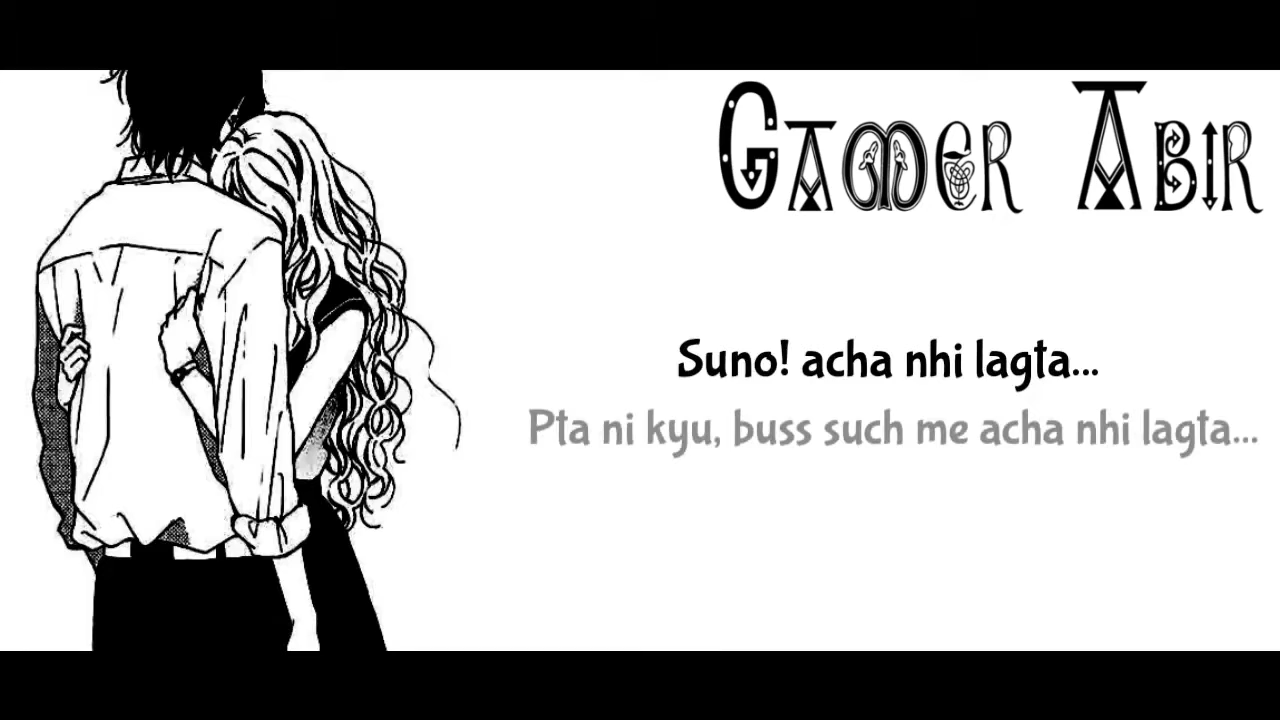 Gamer Abir
Suno! acha nhi lagta...
Pta ni kyu, buss such me acha nhi lagta...